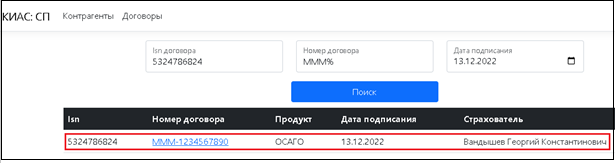 КИАС: СП Контрагенты Договоры
Isn договора Номер договора Дата подписания
5324786824 МММ% 13.12.2022
Поиск
Isn Номер договора Продукт Дата подписания Страхователь
5324786824 МММ-1234567890 ОСАГО 13.12.2022 Вандышев Георгий Константинович